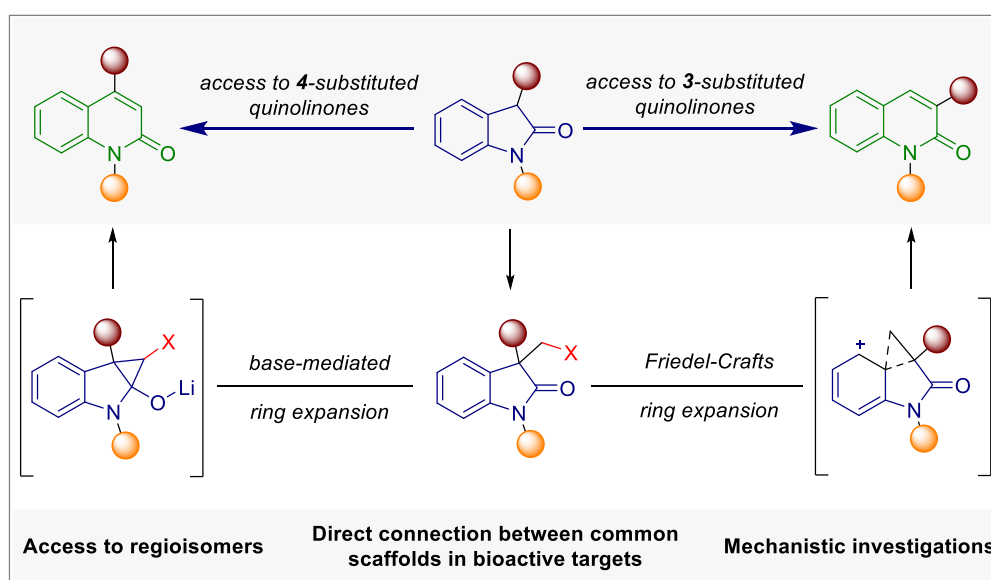 access to 4-substituted
quinolinones
access to 3-substituted
quinolinones
N
O
N
O
N
O
X
O
Li
N
base-mediated
ring expansion
X
O
N
Friedel-Crafts
ring expansion
+
O
N
Access to regioisomers
Direct connection between common
scaffolds in bioactive targets
Mechanistic investigations